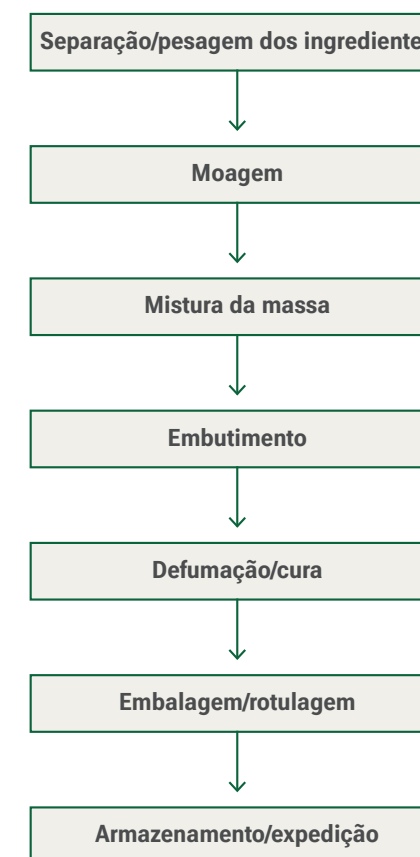 Separação/pesagem dos ingrediente
Moagem
Mistura da massa
Embutimento
Defumação/cura
Embalagem/rotulagem
Armazenamento/expedição